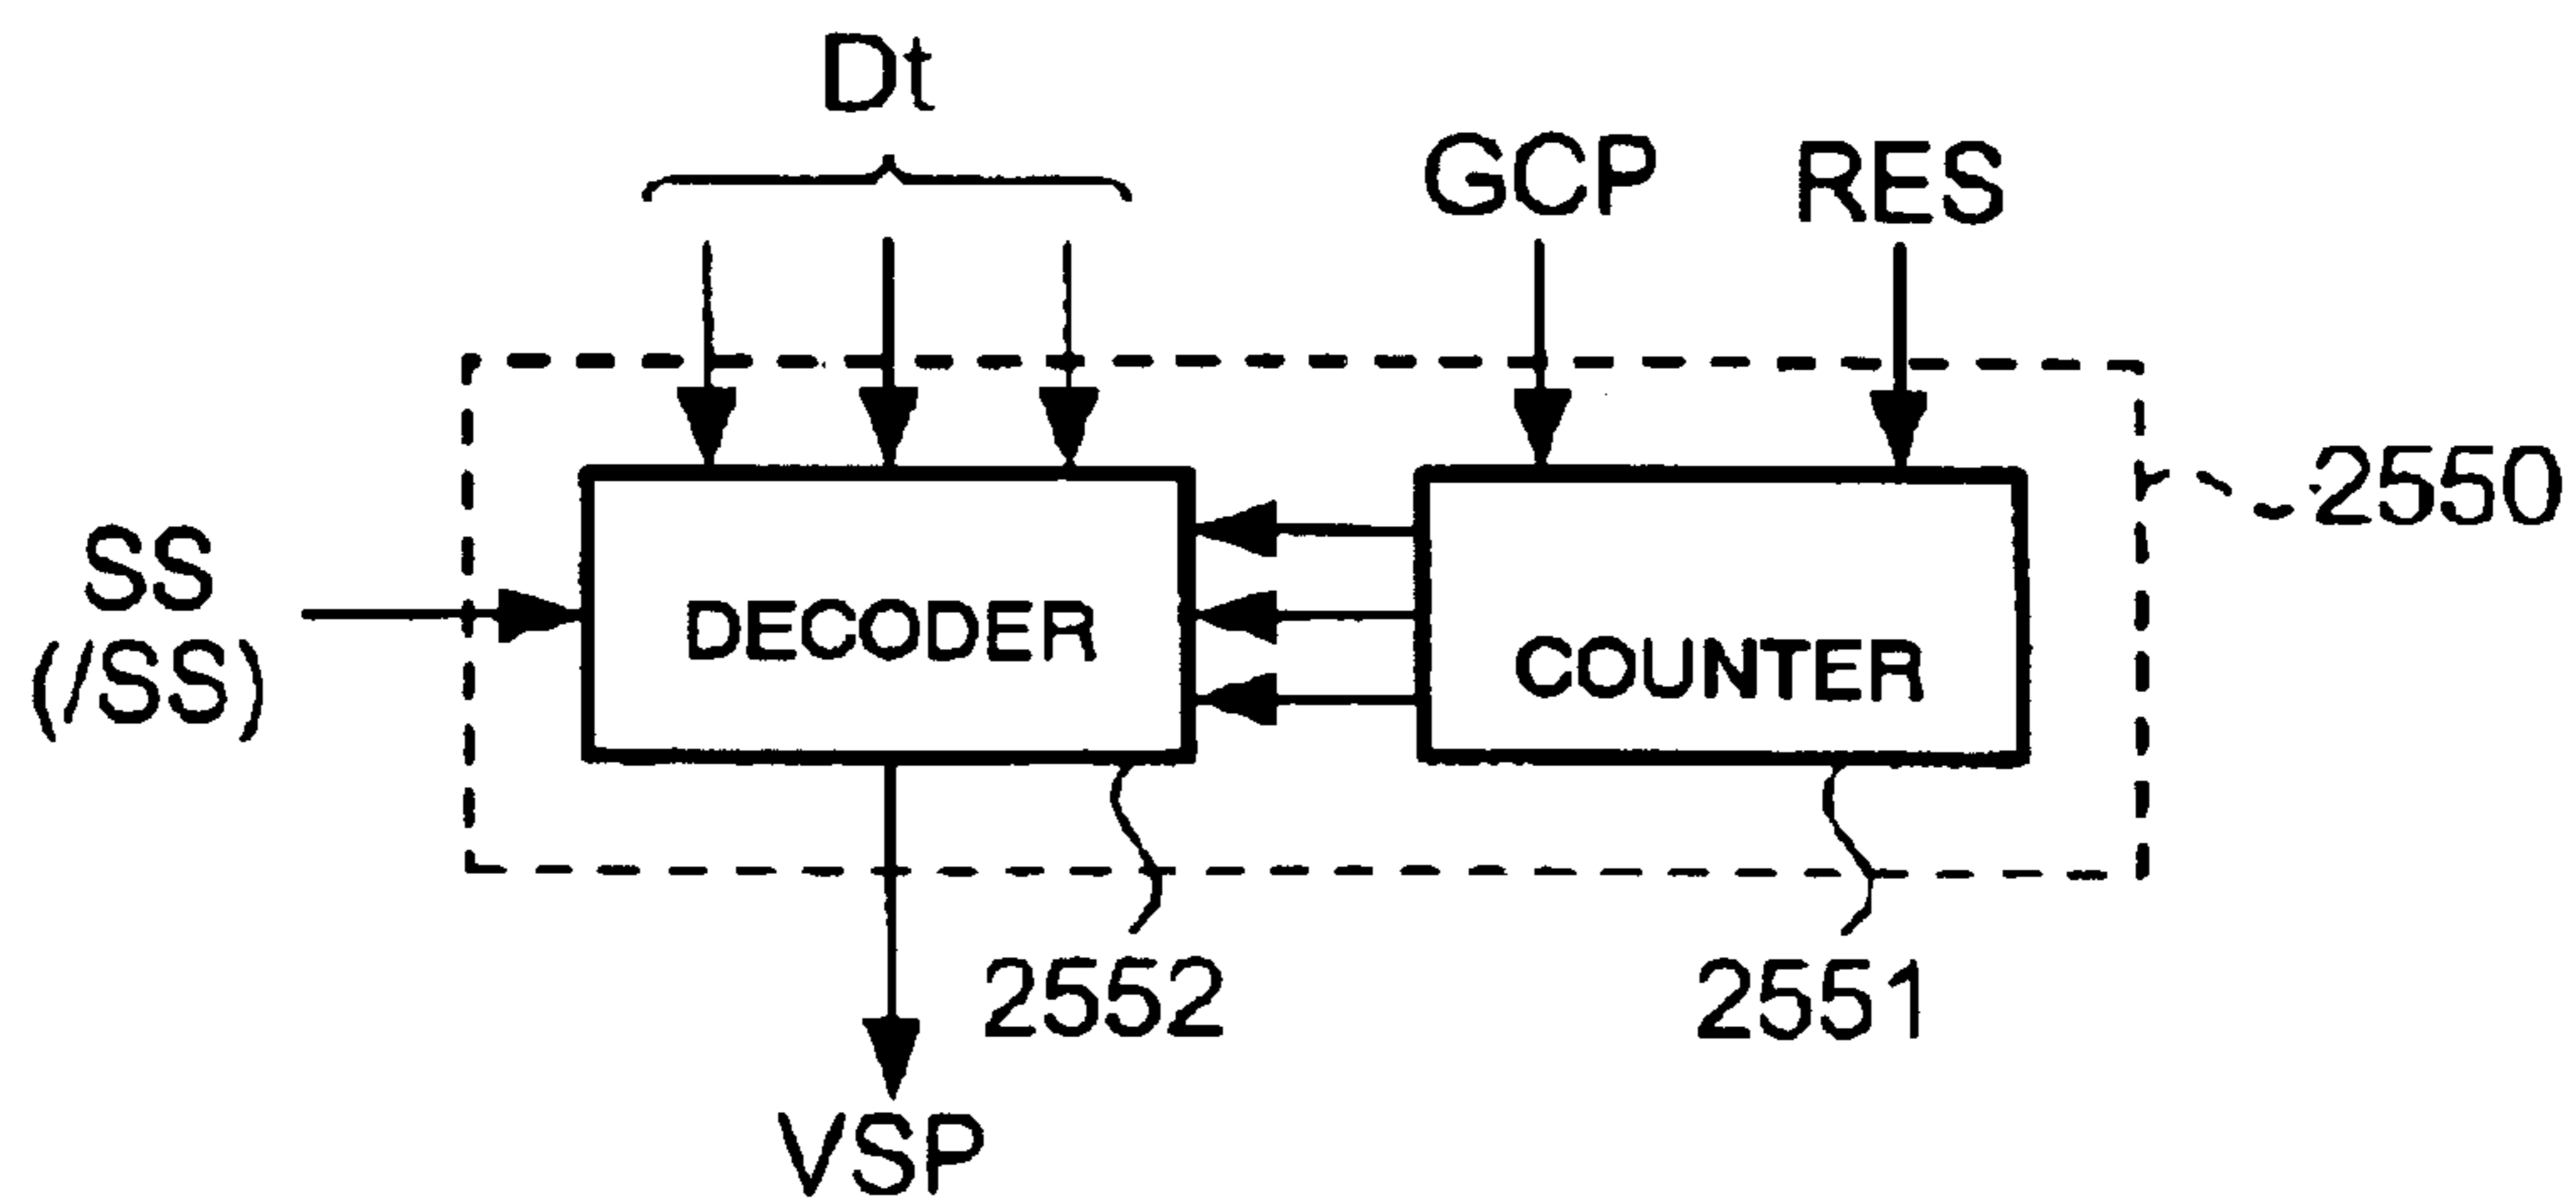 Dt
GCP
RES
2550
SS
(/SS)
DECODER
COUNTER
2552
2551
VSP